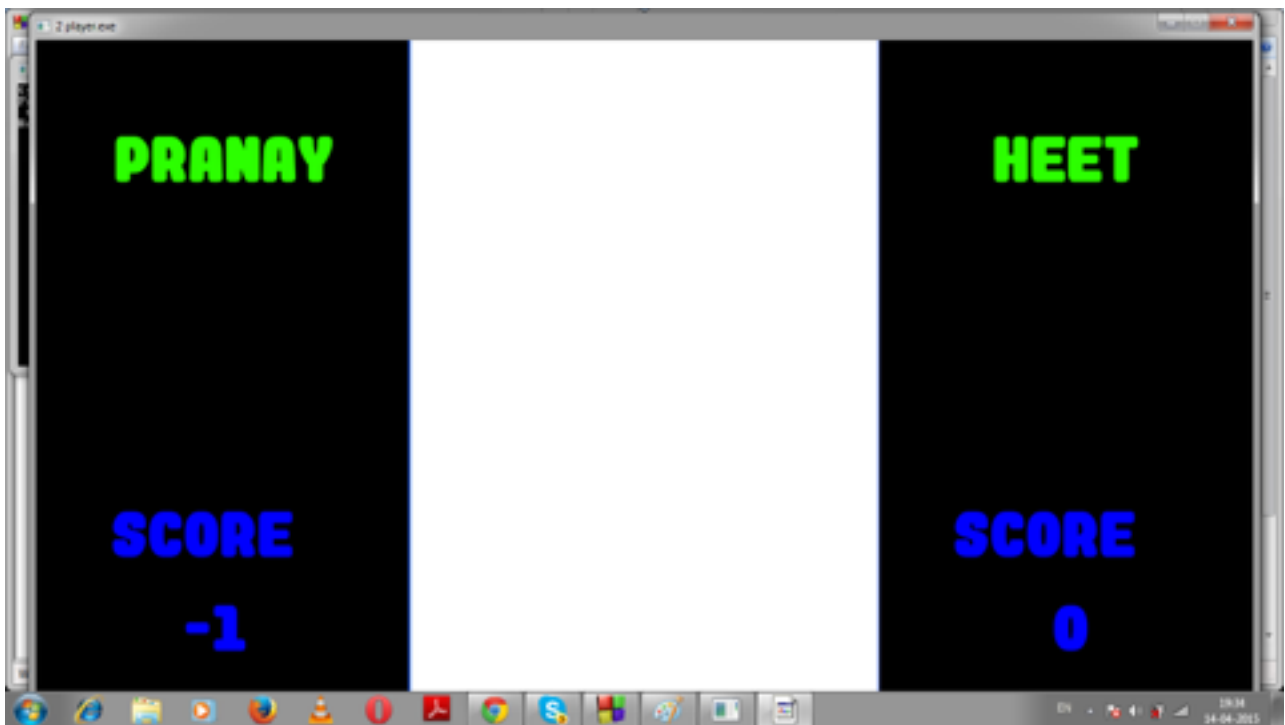 2 player.exe
PRANAY
SCORE
-1
HEET
SCORE
0
EN
19:34
14-04-2015